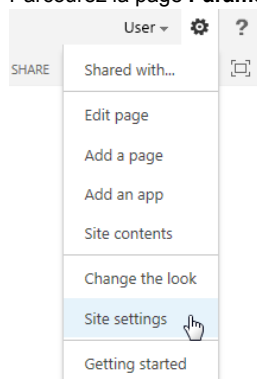 Parcourez la page Param
User
?
SHARE
Shared with...
Edit page
Add a page
Add an app
Site contents
Change the look
Site settings
Getting started